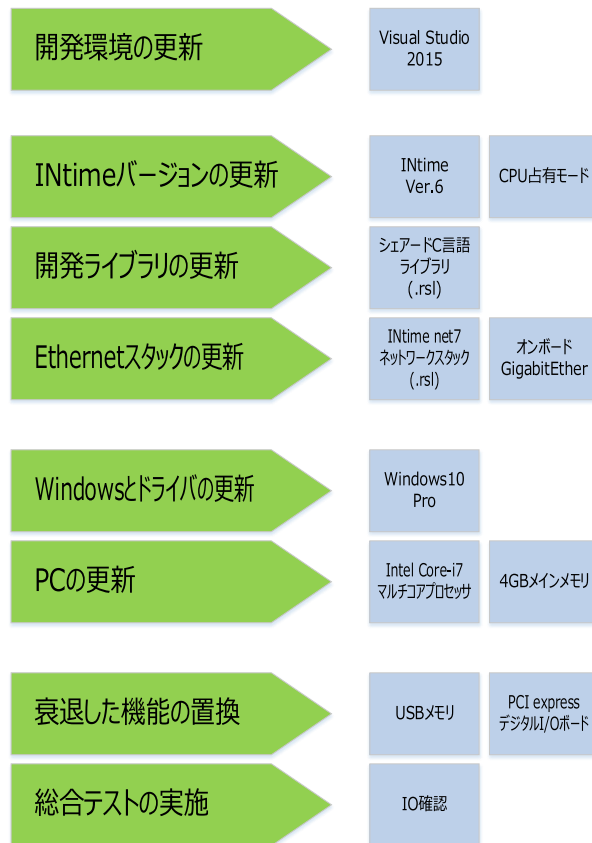 開発環境の更新
Visual Studio
2015
INtimeバージョンの更新
INtime
Ver.6
CPU占有モード
開発ライブラリの更新
シェアードC言語
ライブラリ
(.rsl)
Ethernetスタックの更新
INtime net7
ネットワークスタック
(.rsl)
オンボード
GigabitEther
Windowsとドライバの更新
Windows10
Pro
PCの更新
Intel Core-i7
マルチコアプロセッサ
4GBメインメモリ
衰退した機能の置換
USBメモリ
PCI express
デジタルI/Oボード
総合テストの実施
IO確認